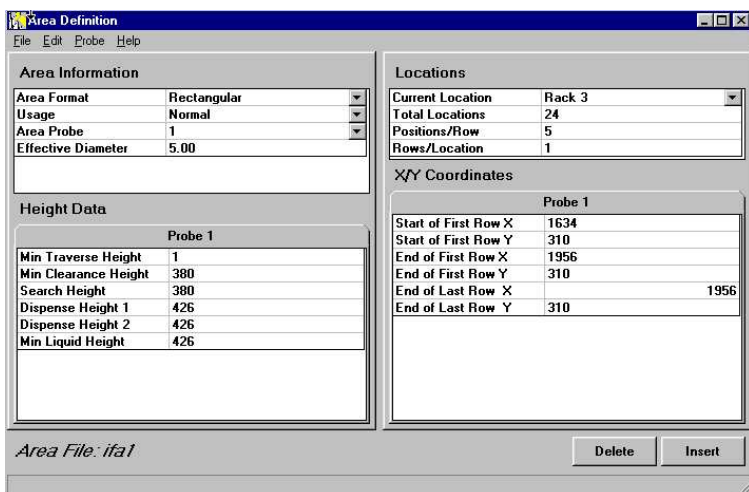 Area Definition
File Edit Probe Help
Area Information
Area Format Rectangular
Usage Normal
Area Probe 1
Effective Diameter 5.00
Height Data
Probe 1
Min Traverse Height 1
Min Clearance Height 380
Search Height 380
Dispense Height 1 426
Dispense Height 2 426
Min Liquid Height 426
Locations
Current Location Rack 3
Total Locations 24
Positions/Row 5
Rows/Location 1
X/Y Coordinates
Probe 1
Start of First Row X 1634
Start of First Row Y 310
End of First Row X 1956
End of First Row Y 310
End of Last Row X 1956
End of Last Row Y 310
Area File: ifa1
Delete Insert